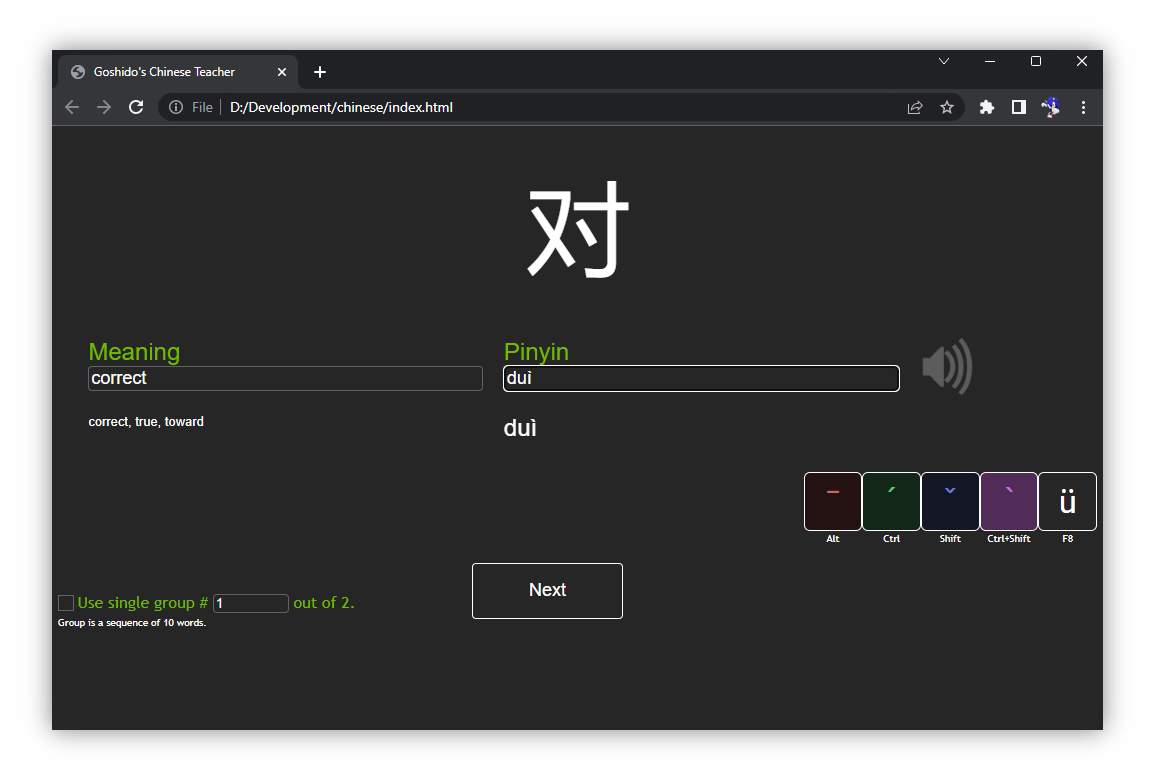 Goshido's Chinese Teacher
File | D:/Development/chinese/index.html
对
Meaning
correct
correct, true, toward
Pinyin
duì
duì
ˉ ˊ ˇ ˋ ü
Alt Ctrl Shift Ctrl+Shift F8
Next
Use single group # 1 out of 2.
Group is a sequence of 10 words.